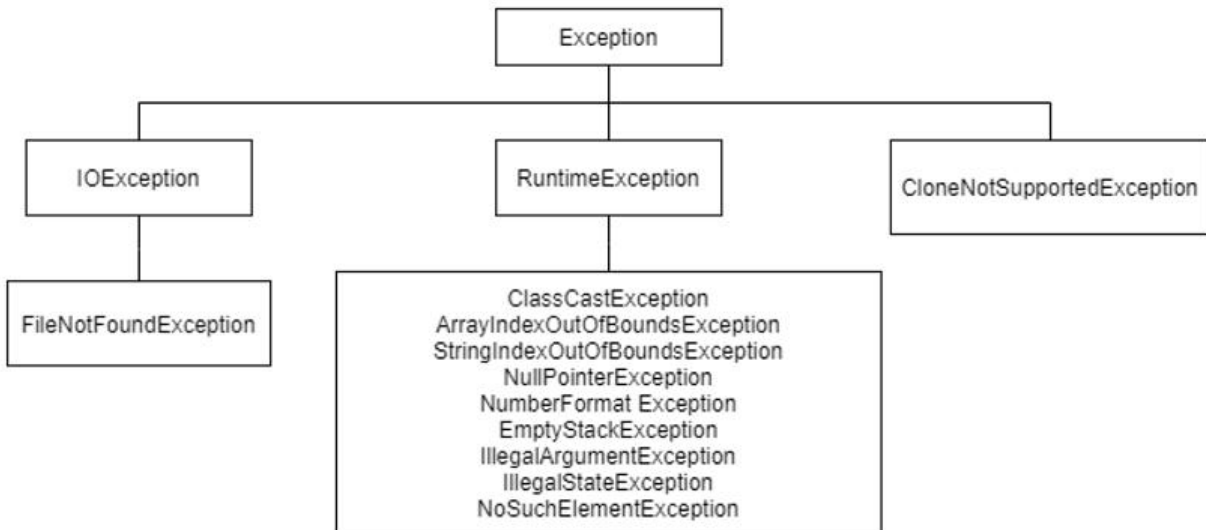 Exception
IOException
RuntimeException
CloneNotSupportedException
FileNotFoundException
ClassCastException
ArrayIndexOutOfBoundsException
StringIndexOutOfBoundsException
NullPointerException
NumberFormat Exception
EmptyStackException
IllegalArgumentException
IllegalStateException
NoSuchElementException